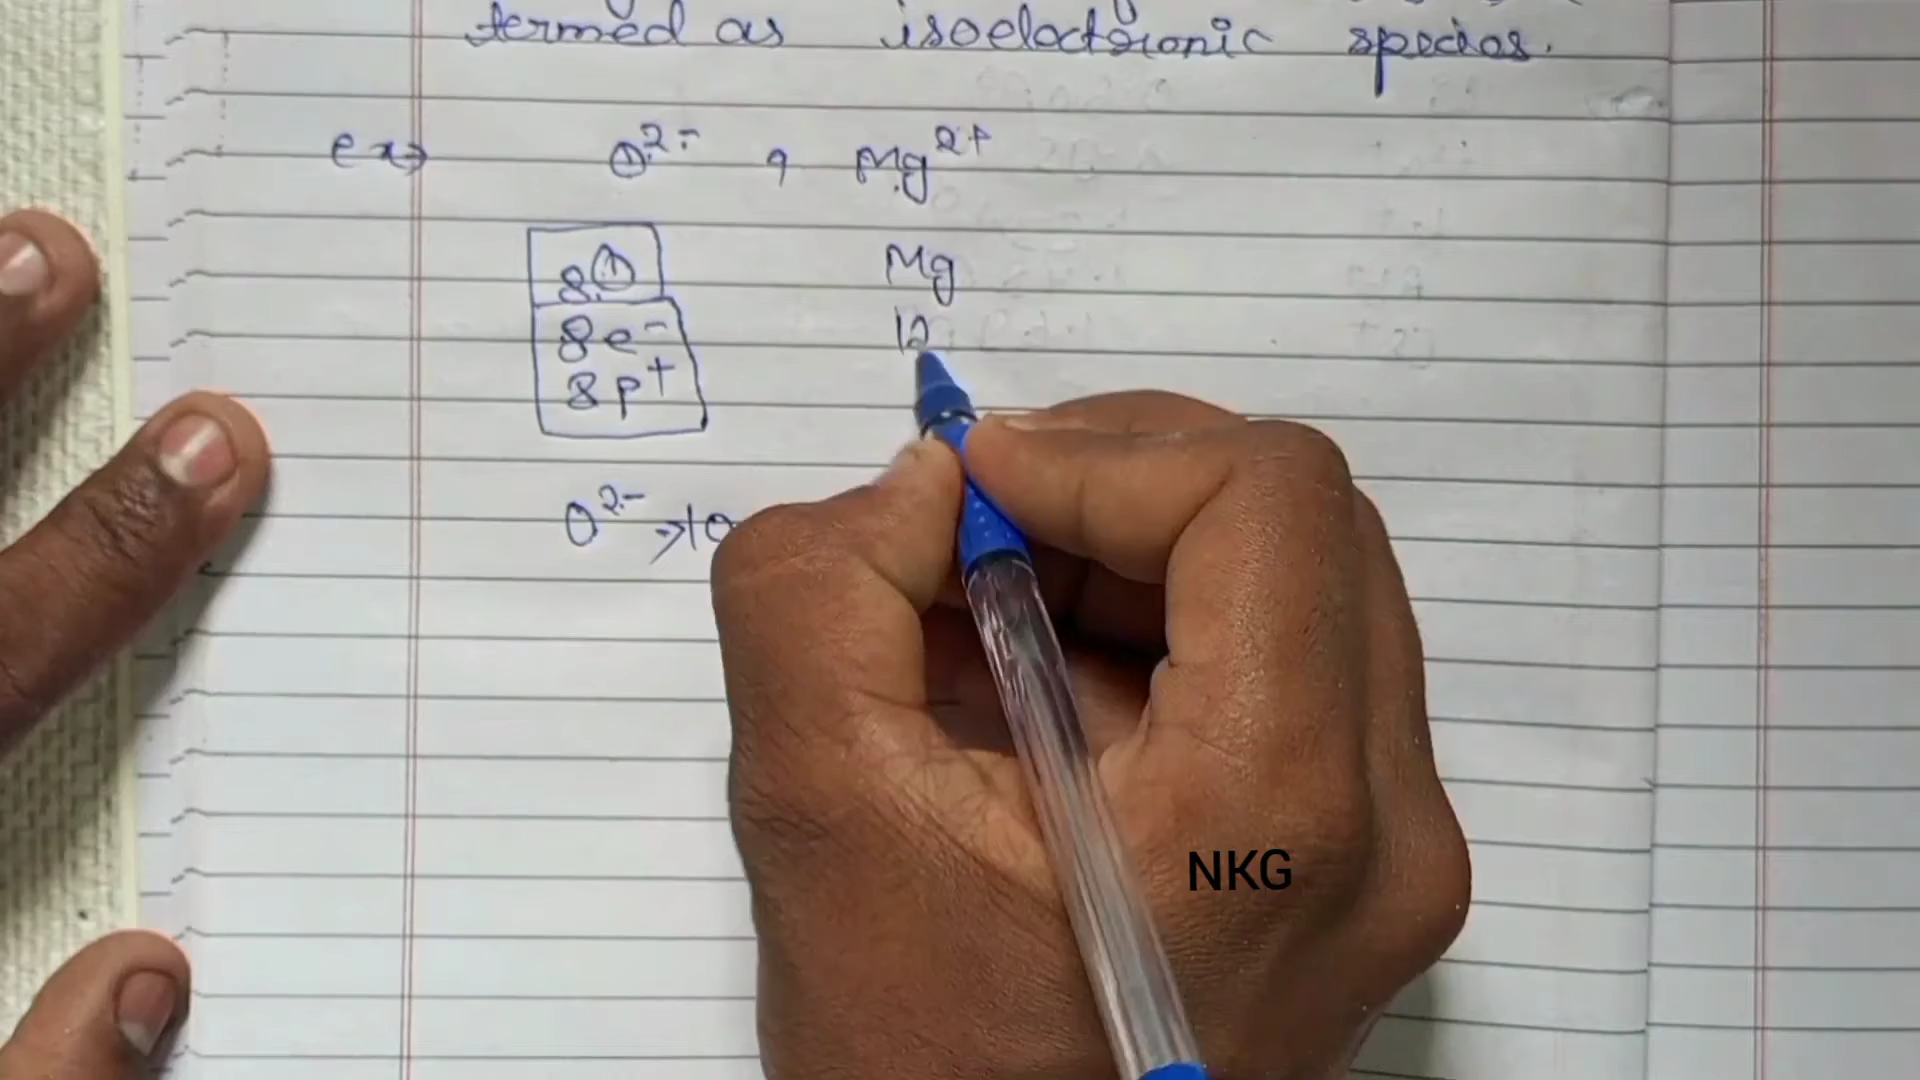 termed as isoelectronic species.
ex→ O²⁻ , Mg²⁺
8O Mg
8e⁻ 12
8p⁺
O²⁻ →10
NKG